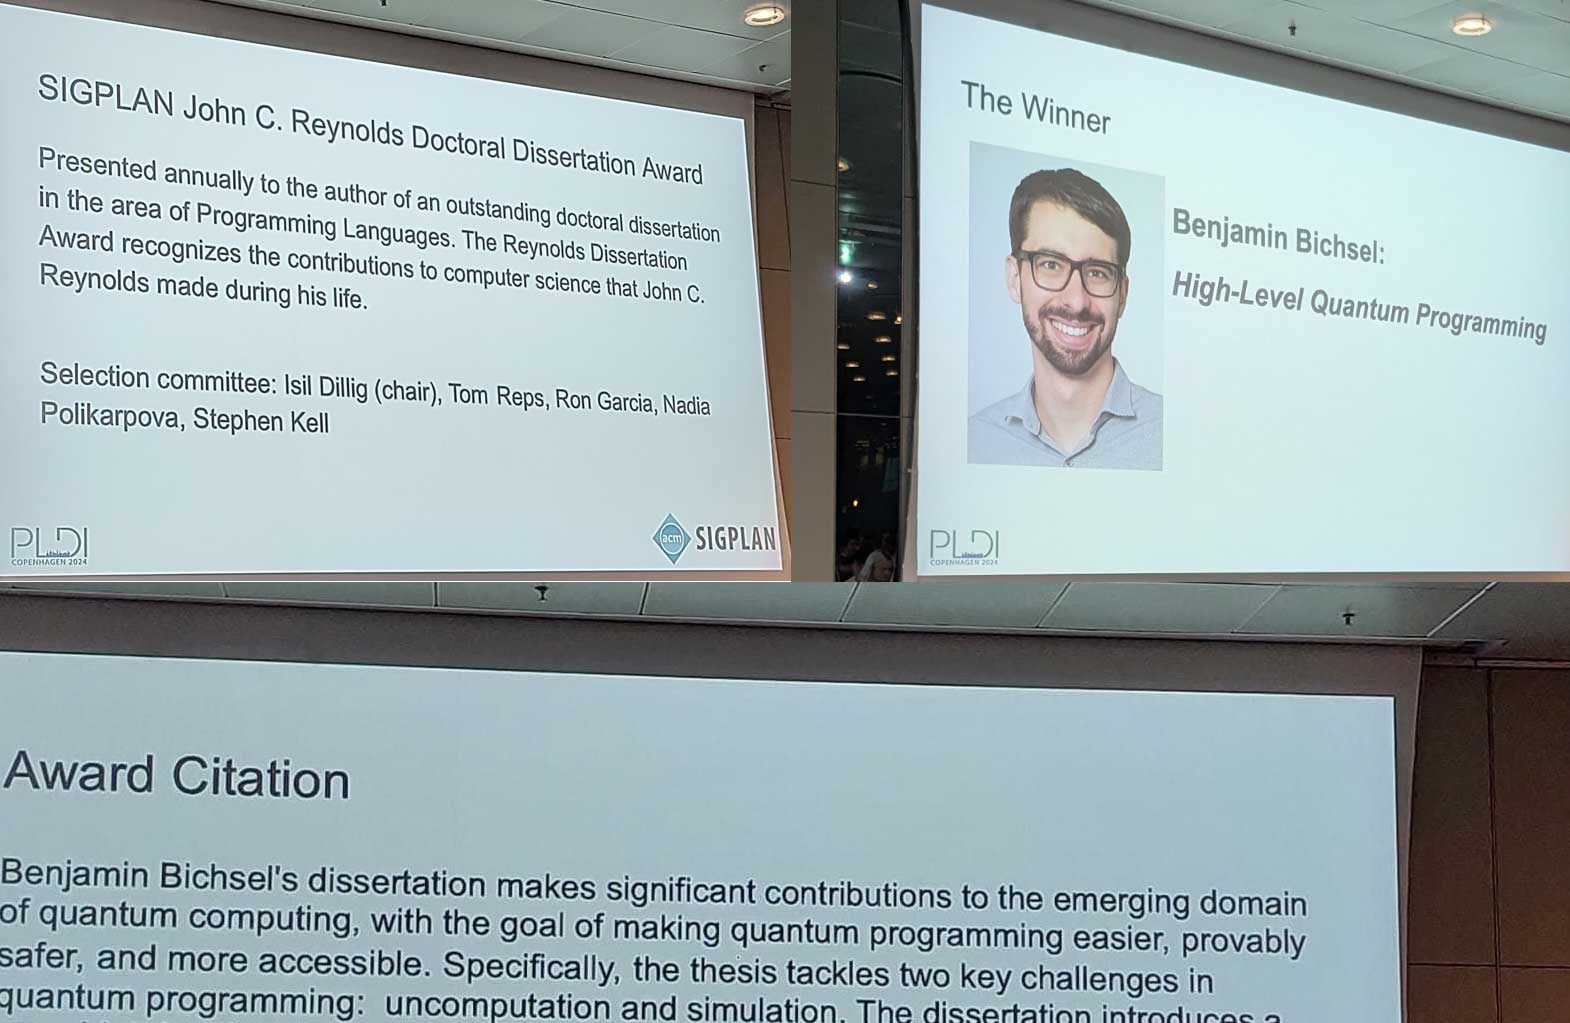 SIGPLAN John C. Reynolds Doctoral Dissertation Award
Presented annually to the author of an outstanding doctoral dissertation
in the area of Programming Languages. The Reynolds Dissertation
Award recognizes the contributions to computer science that John C.
Reynolds made during his life.
Selection committee: Isil Dillig (chair), Tom Reps, Ron Garcia, Nadia
Polikarpova, Stephen Kell
PLDI
COPENHAGEN 2024
acm SIGPLAN
The Winner
Benjamin Bichsel:
High-Level Quantum Programming
PLDI
COPENHAGEN 2024
Award Citation
Benjamin Bichsel's dissertation makes significant contributions to the emerging domain
of quantum computing, with the goal of making quantum programming easier, provably
safer, and more accessible. Specifically, the thesis tackles two key challenges in
quantum programming: uncomputation and simulation. The dissertation introduces a